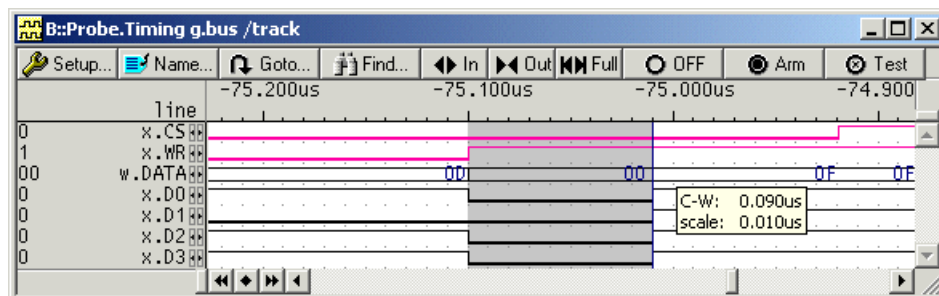 B::Probe.Timing g.bus /track
Setup... Name... Goto... Find... In Out Full OFF Arm Test
-75.200us -75.100us -75.000us -74.900
line
0 x.CS
1 x.WR
00 w.DATA 0D 00 0F 0F
0 x.D0
0 x.D1
0 x.D2
0 x.D3
C-W: 0.090us
scale: 0.010us